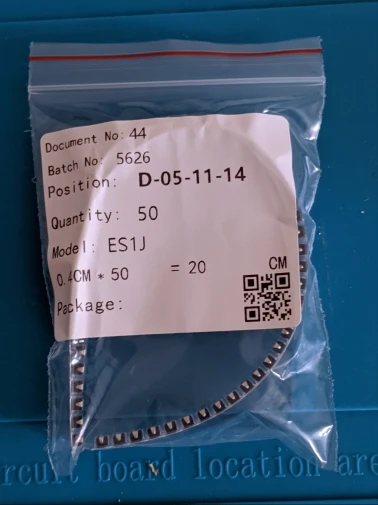 Document No: 44
Batch No: 5626
Position: D-05-11-14
Quantity: 50
Model: ES1J
0.4CM * 50 = 20 CM
Package:
circuit board location are